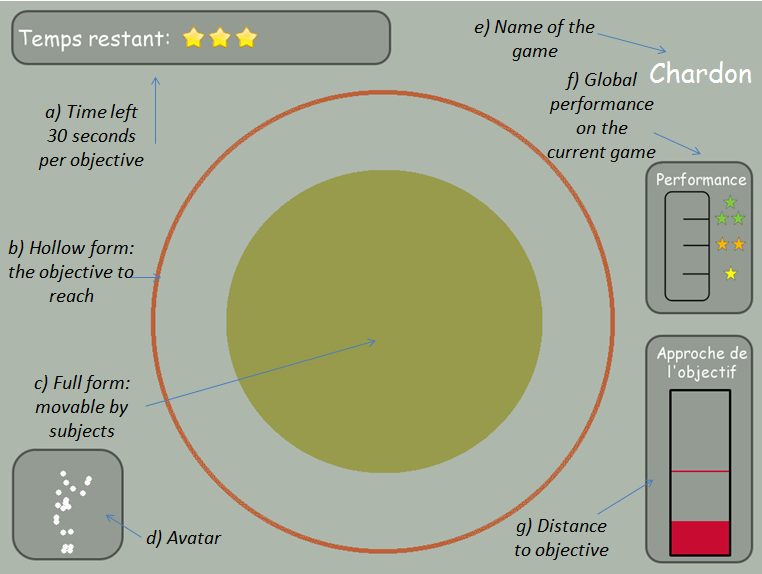 Temps restant:
e) Name of the
game
Chardon
f) Global
performance
on the
current game
a) Time left
30 seconds
per objective
Performance
b) Hollow form:
the objective to
reach
Approche de
l'objectif
c) Full form:
movable by
subjects
g) Distance
to objective
d) Avatar